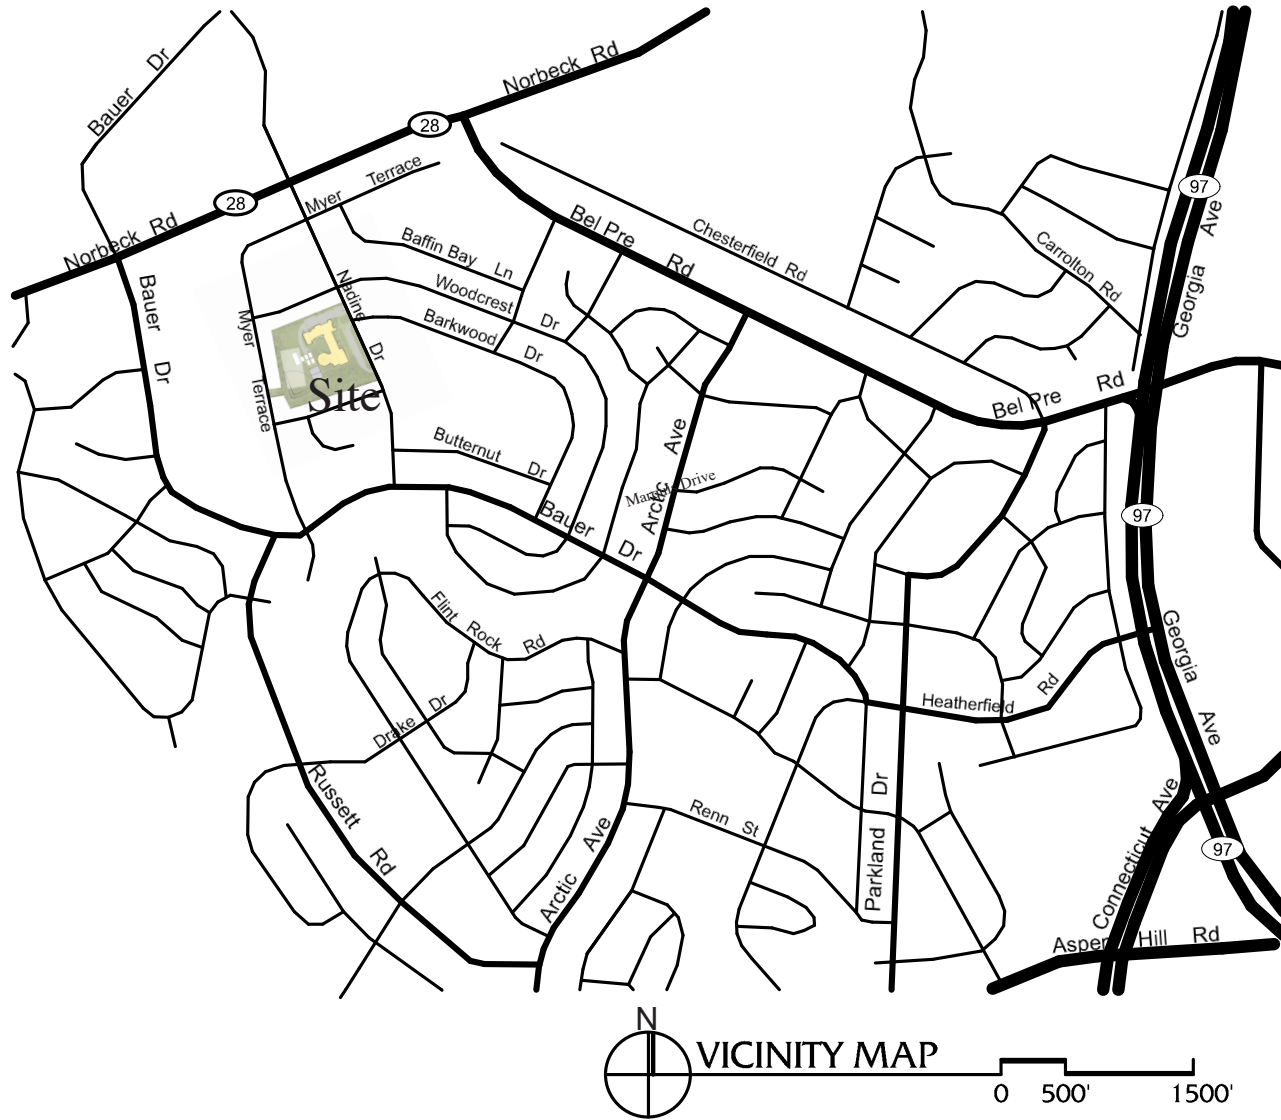 Bauer Dr
Norbeck Rd
28
28
Norbeck Rd
Myer Terrace
97
Georgia Ave
Bel Pre Rd
Chesterfield Rd
Carrolton Rd
Baffin Bay Ln
Woodcrest Dr
Barkwood Dr
Nadine Dr
Bauer Dr
Myer Terrace
Site
Bel Pre Rd
Butternut Dr
Arctic Ave
Drive
Bauer Dr
97
Flint Rock Rd
Georgia Ave
Heatherfield Rd
Drake Dr
Russett Rd
Renn St
Parkland Dr
Arctic Ave
Connecticut Ave
97
Aspen Hill Rd
N
VICINITY MAP
0 500' 1500'